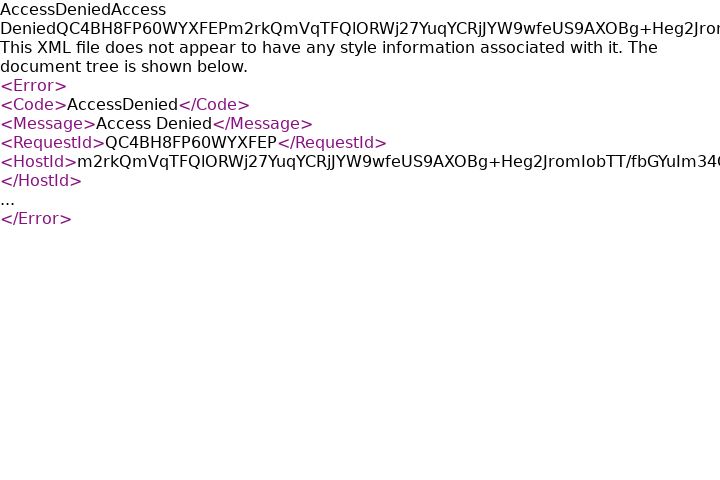 AccessDeniedAccess
DeniedQC4BH8FP60WYXFEPm2rkQmVqTFQlORWj27YuqYCRjJYW9wfeUS9AXOBg+Heg2Jrom
This XML file does not appear to have any style information associated with it. The
document tree is shown below.
<Error>
<Code>AccessDenied</Code>
<Message>Access Denied</Message>
<RequestId>QC4BH8FP60WYXFEP</RequestId>
<HostId>m2rkQmVqTFQlORWj27YuqYCRjJYW9wfeUS9AXOBg+Heg2JromIobTT/fbGYuIm34
</HostId>
...
</Error>